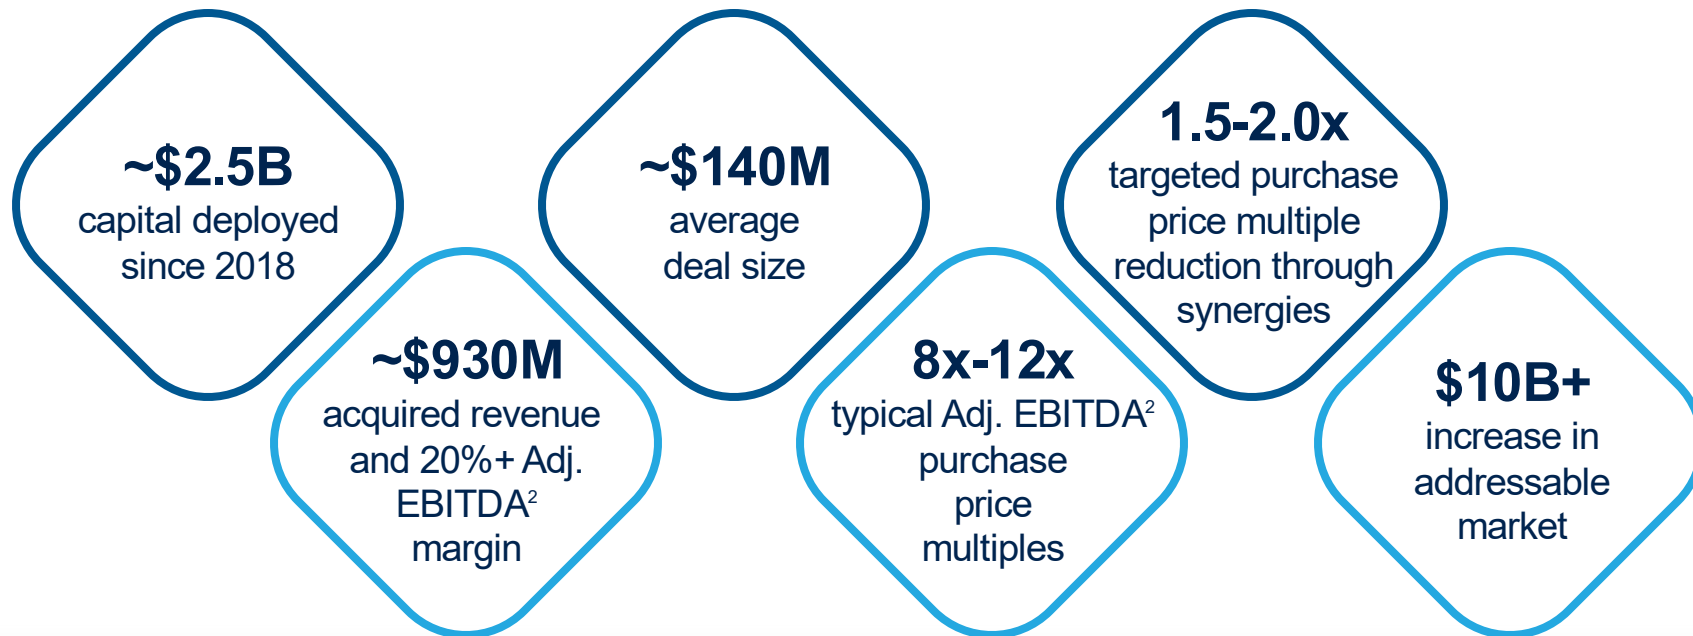 ~$2.5B
capital deployed
since 2018
~$930M
acquired revenue
and 20%+ Adj.
EBITDA²
margin
~$140M
average
deal size
8x-12x
typical Adj. EBITDA²
purchase
price
multiples
1.5-2.0x
targeted purchase
price multiple
reduction through
synergies
$10B+
increase in
addressable
market